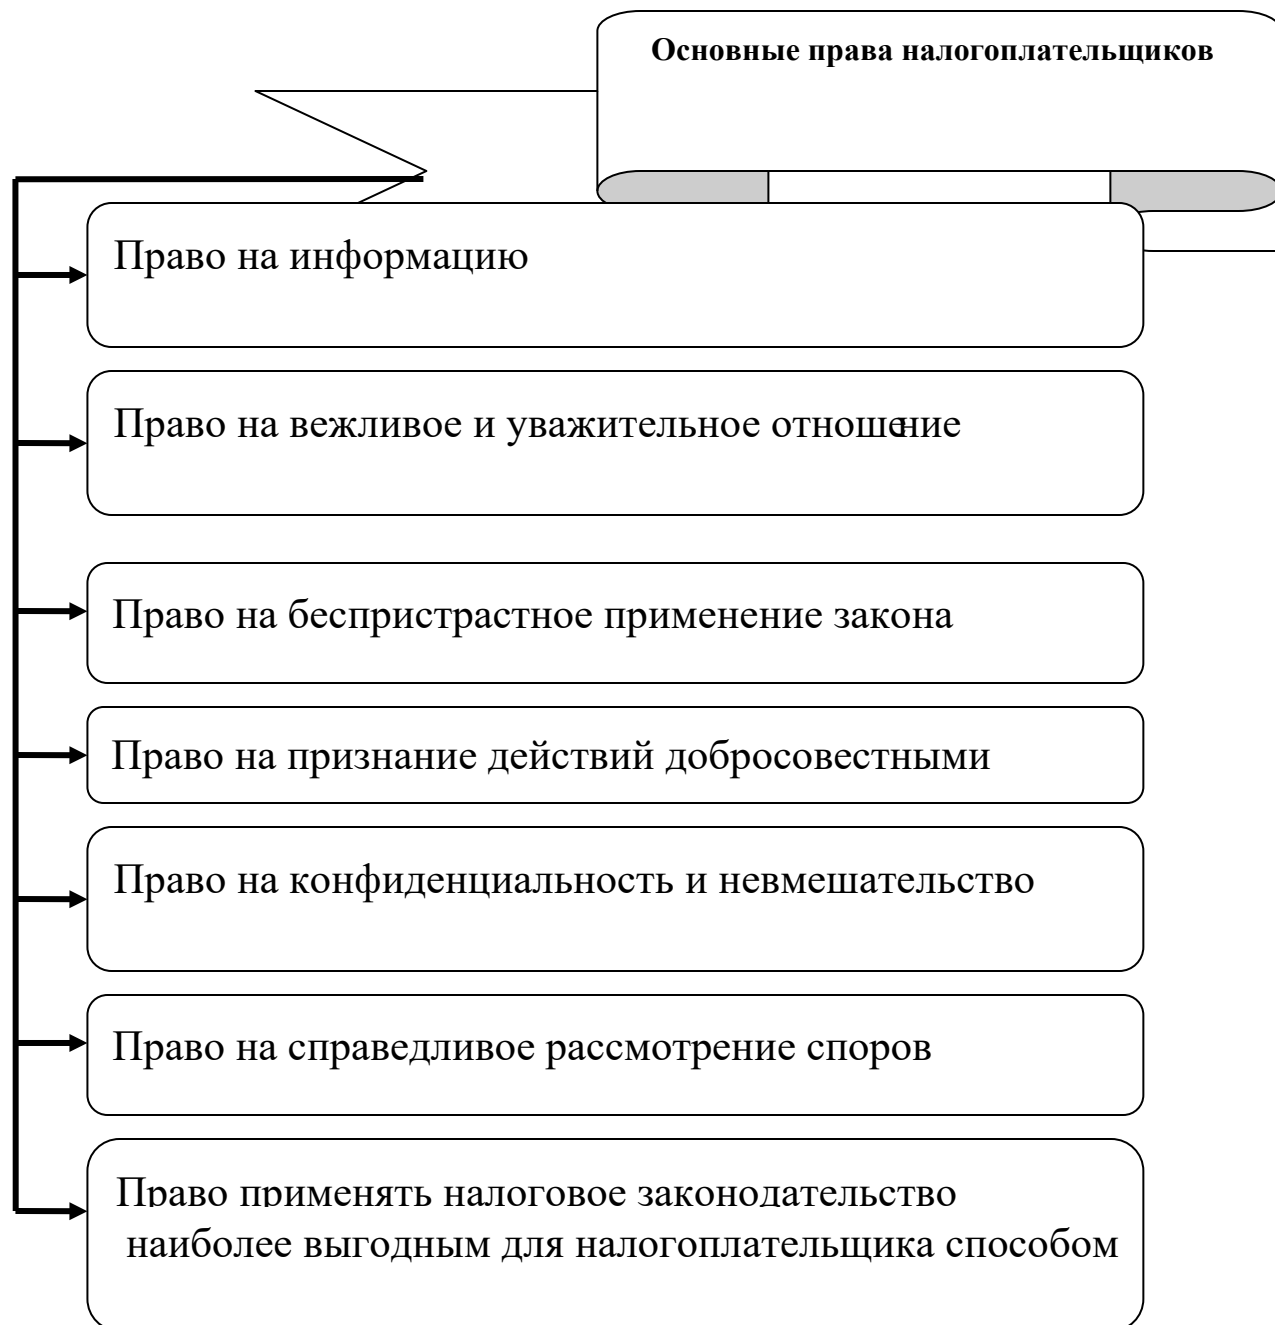 Основные права налогоплательщиков
Право на информацию
Право на вежливое и уважительное отношение
Право на беспристрастное применение закона
Право на признание действий добросовестными
Право на конфиденциальность и невмешательство
Право на справедливое рассмотрение споров
Право применять налоговое законодательство
наиболее выгодным для налогоплательщика способом